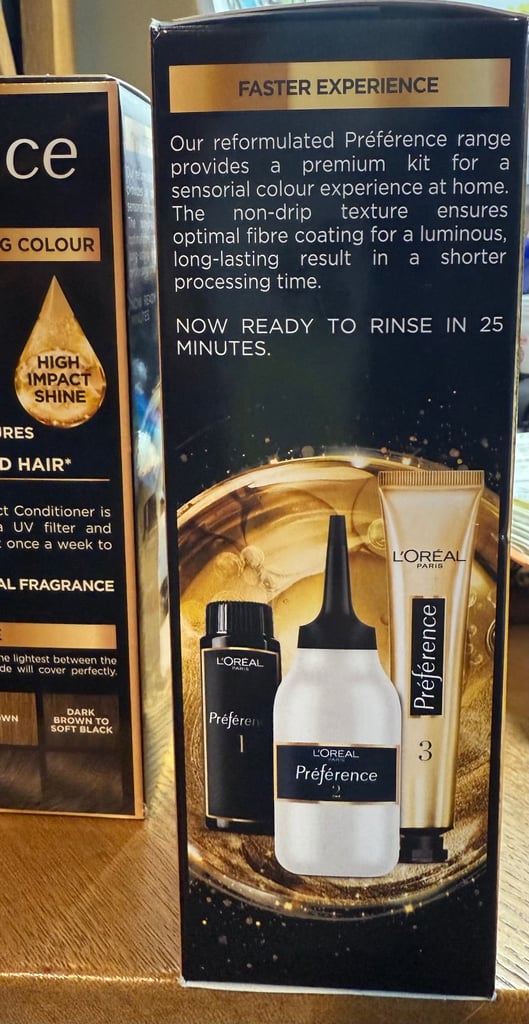 ce
G COLOUR
HIGH
IMPACT
SHINE
URES
D HAIR*
ct Conditioner is
a UV filter and
once a week to
AL FRAGRANCE
he lightest between the
de will cover perfectly.
WN
DARK
BROWN TO
SOFT BLACK
FASTER EXPERIENCE
Our reformulated Préférence range
provides a premium kit for a
sensorial colour experience at home.
The non-drip texture ensures
optimal fibre coating for a luminous,
long-lasting result in a shorter
processing time.
NOW READY TO RINSE IN 25
MINUTES.
L'ORÉAL
PARIS
Préféren
1
L'ORÉAL
PARIS
Préférence
2
L'ORÉAL
PARIS
Préférence
3